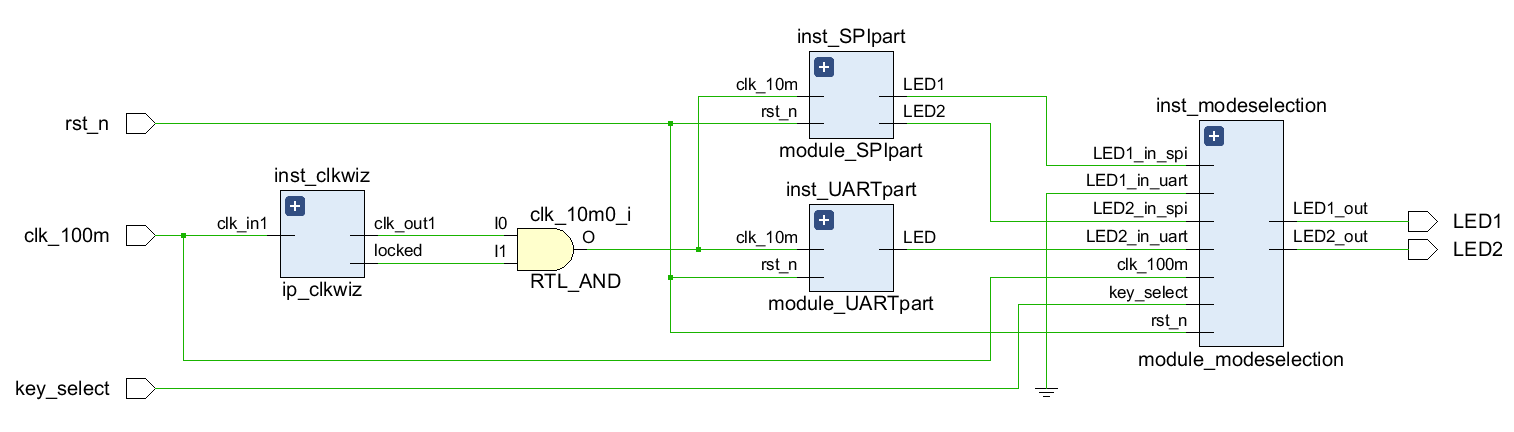 inst_SPIpart
clk_10m
LED1
rst_n
LED2
module_SPIpart
rst_n
inst_modeselection
LED1_in_spi
LED1_in_uart
LED2_in_spi
LED2_in_uart
clk_100m
key_select
rst_n
LED1_out
LED2_out
module_modeselection
LED1
LED2
inst_clkwiz
clk_in1
clk_out1
locked
ip_clkwiz
clk_100m
clk_10m0_i
I0
I1
O
RTL_AND
inst_UARTpart
clk_10m
LED
rst_n
module_UARTpart
key_select